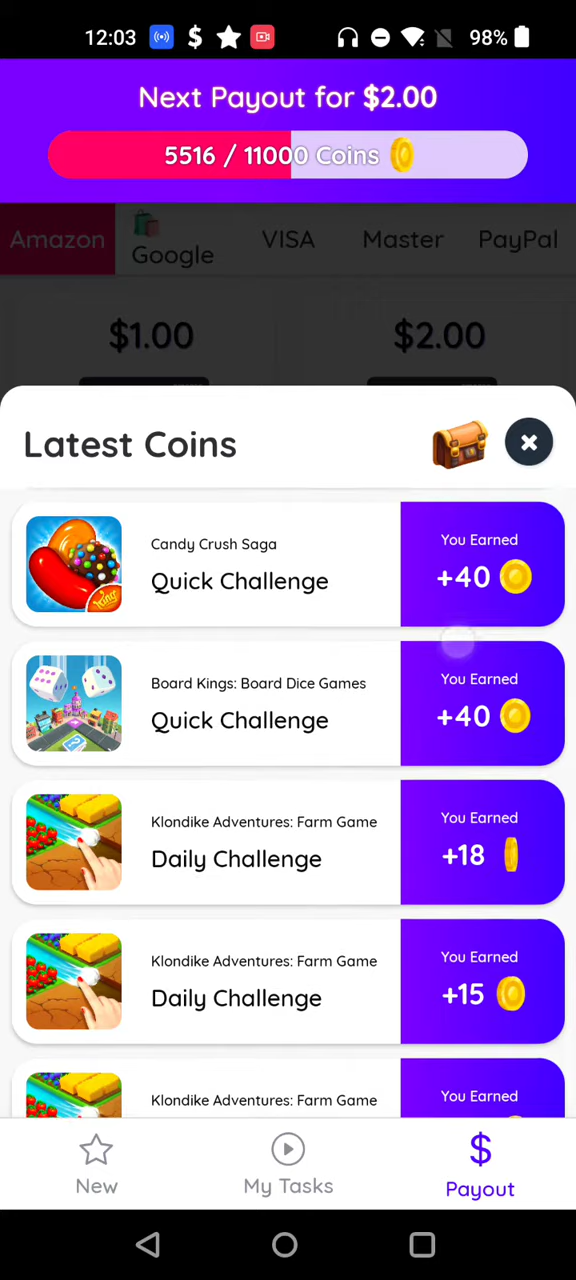 12:03
98%
Next Payout for $2.00
5516 / 11000 Coins
Amazon
Google
VISA
Master
PayPal
$1.00
$2.00
Latest Coins
Candy Crush Saga
Quick Challenge
You Earned
+40
Board Kings: Board Dice Games
Quick Challenge
You Earned
+40
Klondike Adventures: Farm Game
Daily Challenge
You Earned
+18
Klondike Adventures: Farm Game
Daily Challenge
You Earned
+15
Klondike Adventures: Farm Game
You Earned
New
My Tasks
$
Payout